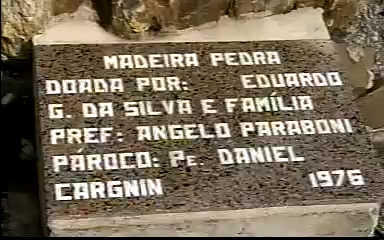 MADEIRA PEDRA
DOADA POR: EDUARDO
G. DA SILVA E FAMÍLIA
PREF: ANGELO PARABONI
PÁROCO: PE. DANIEL
CARGNIN 1976